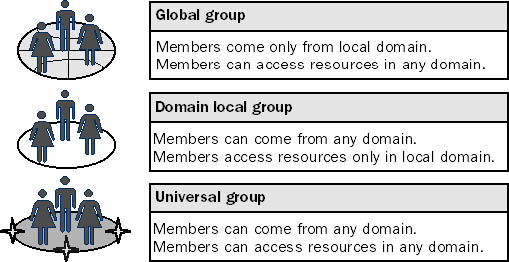 Global group
Members come only from local domain.
Members can access resources in any domain.
Domain local group
Members can come from any domain.
Members access resources only in local domain.
Universal group
Members can come from any domain.
Members can access resources in any domain.